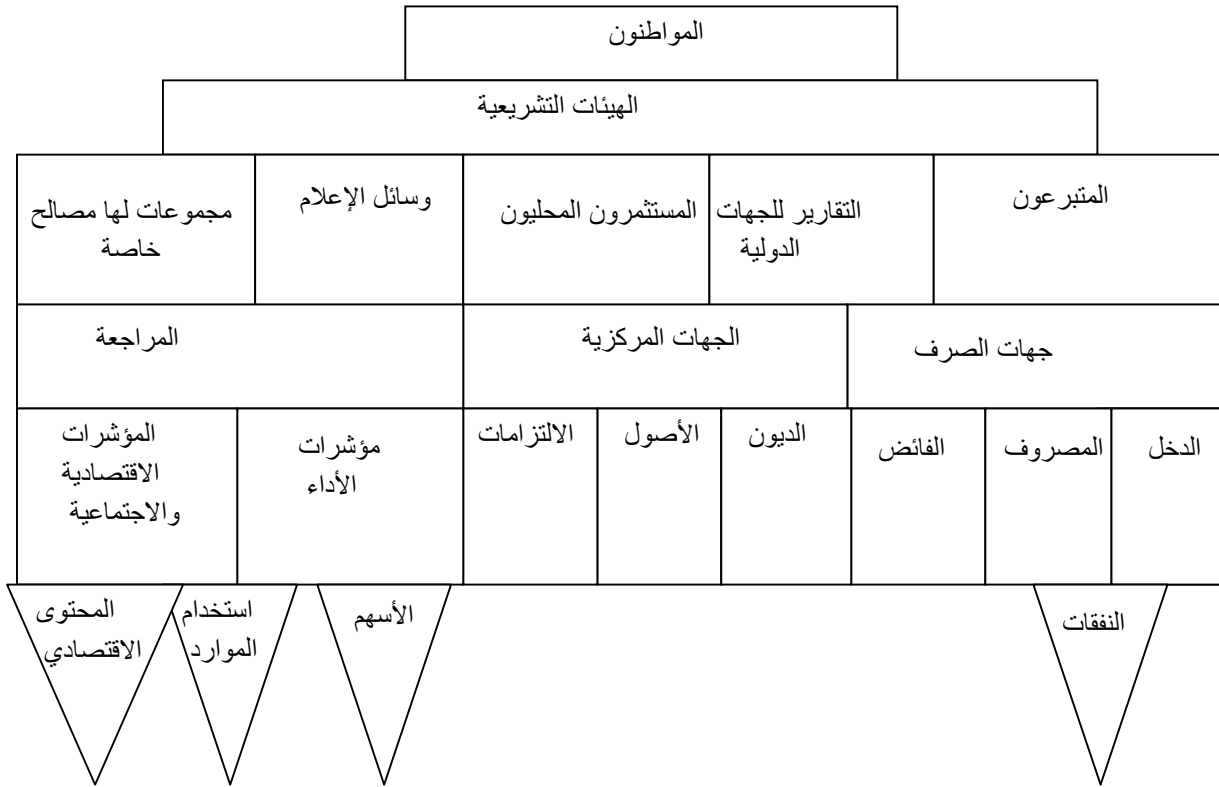 المواطنون
الهيئات التشريعية
المتبرعون
التقارير للجهات
الدولية
المستثمرون المحليون
وسائل الإعلام
مجموعات لها مصالح
خاصة
جهات الصرف
الجهات المركزية
المراجعة
الدخل
المصروف
الفائض
الديون
الأصول
الالتزامات
مؤشرات
الأداء
المؤشرات
الاقتصادية
والاجتماعية
النفقات
الأسهم
استخدام
الموارد
المحتوى
الاقتصادي